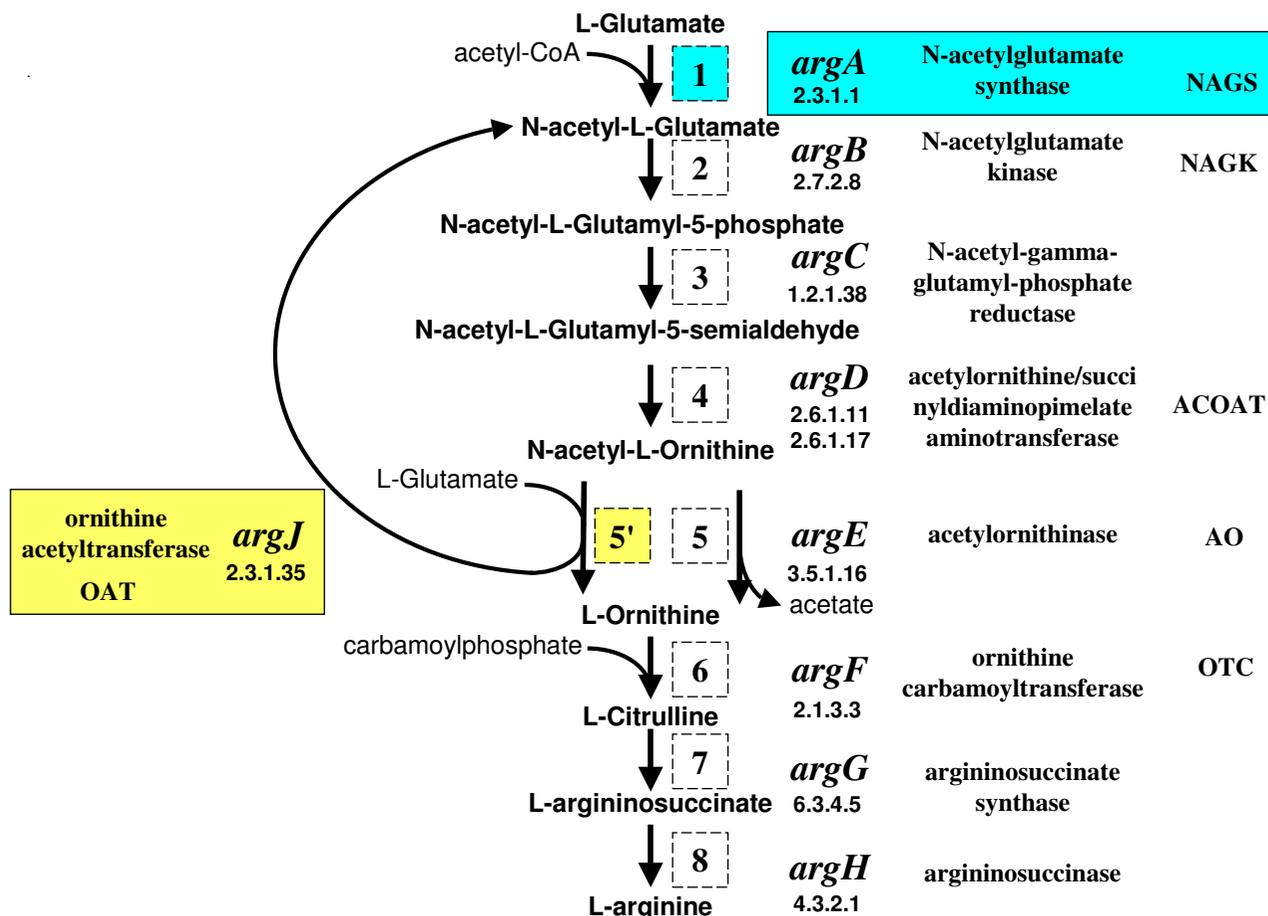 L-Glutamate
acetyl-CoA
1
argA
2.3.1.1
N-acetylglutamate
synthase
NAGS
N-acetyl-L-Glutamate
2
argB
2.7.2.8
N-acetylglutamate
kinase
NAGK
N-acetyl-L-Glutamyl-5-phosphate
3
argC
1.2.1.38
N-acetyl-gamma-
glutamyl-phosphate
reductase
N-acetyl-L-Glutamyl-5-semialdehyde
4
argD
2.6.1.11
2.6.1.17
acetylornithine/succi
nyldiaminopimelate
aminotransferase
ACOAT
N-acetyl-L-Ornithine
L-Glutamate
ornithine
acetyltransferase
OAT
argJ
2.3.1.35
5'
5
argE
3.5.1.16
acetylornithinase
AO
acetate
L-Ornithine
carbamoylphosphate
6
argF
2.1.3.3
ornithine
carbamoyltransferase
OTC
L-Citrulline
7
argG
6.3.4.5
argininosuccinate
synthase
L-argininosuccinate
8
argH
4.3.2.1
argininosuccinase
L-arginine